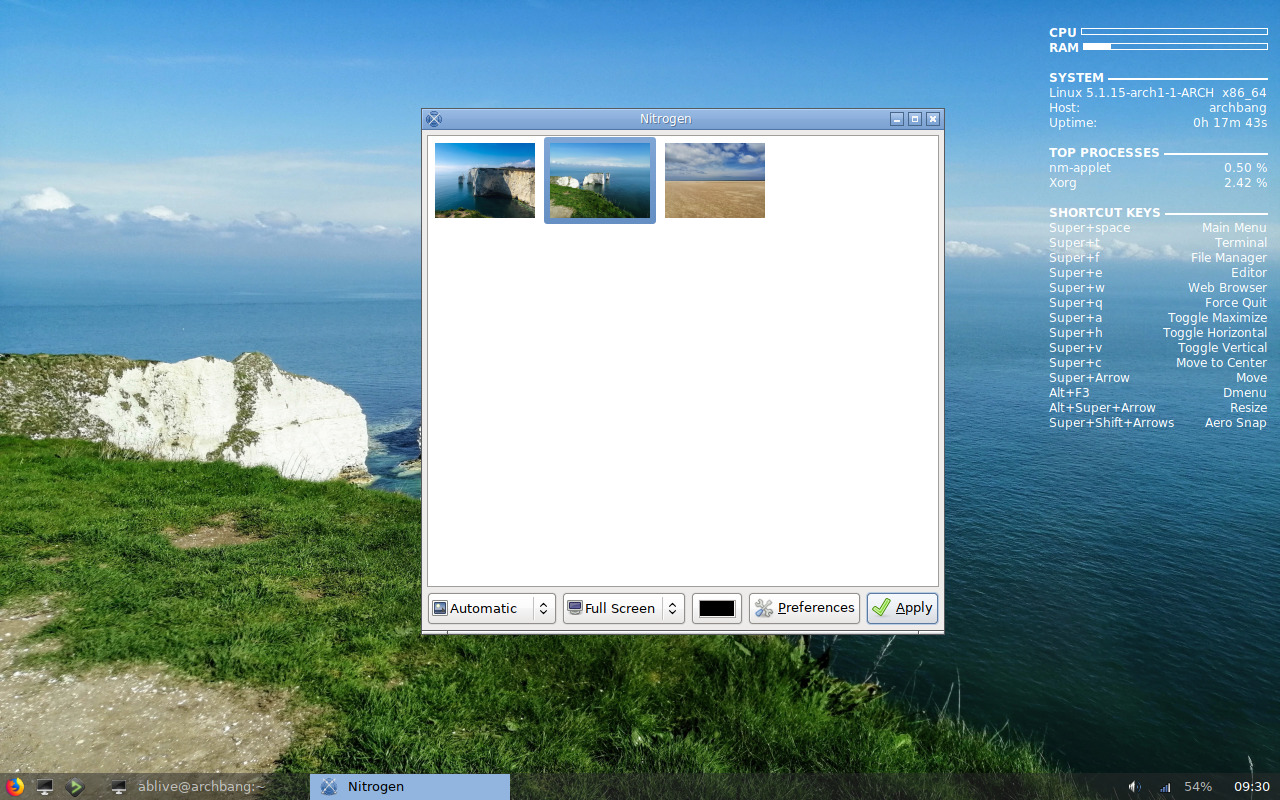 CPU
RAM
SYSTEM
Linux 5.1.15-arch1-1-ARCH x86_64
Host: archbang
Uptime: 0h 17m 43s
TOP PROCESSES
nm-applet 0.50 %
Xorg 2.42 %
SHORTCUT KEYS
Super+space Main Menu
Super+t Terminal
Super+f File Manager
Super+e Editor
Super+w Web Browser
Super+q Force Quit
Super+a Toggle Maximize
Super+h Toggle Horizontal
Super+v Toggle Vertical
Super+c Move to Center
Super+Arrow Move
Alt+F3 Dmenu
Alt+Super+Arrow Resize
Super+Shift+Arrows Aero Snap
Nitrogen
Automatic Full Screen Preferences Apply
ablive@archbang:~ Nitrogen 54% 09:30